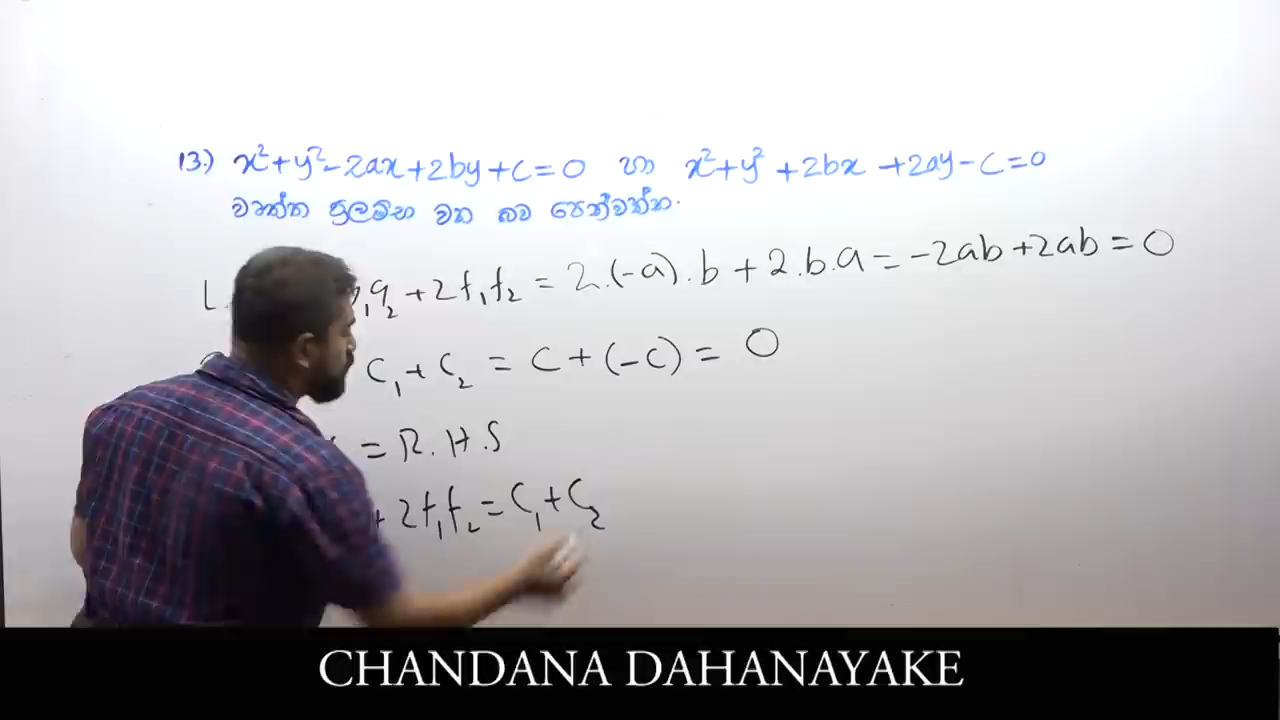 13.) x²+y²-2ax+2by+c=0 හා x²+y²+2bx+2ay-c=0
වෘත්ත ප්‍රලම්භ වන බව පෙන්වන්න.
L g₂+2f₁f₂=2.(-a).b+2.b.a=-2ab+2ab=0
C₁+C₂=C+(-C)=0
=R.H.S
+2f₁f₂=C₁+C₂
CHANDANA DAHANAYAKE